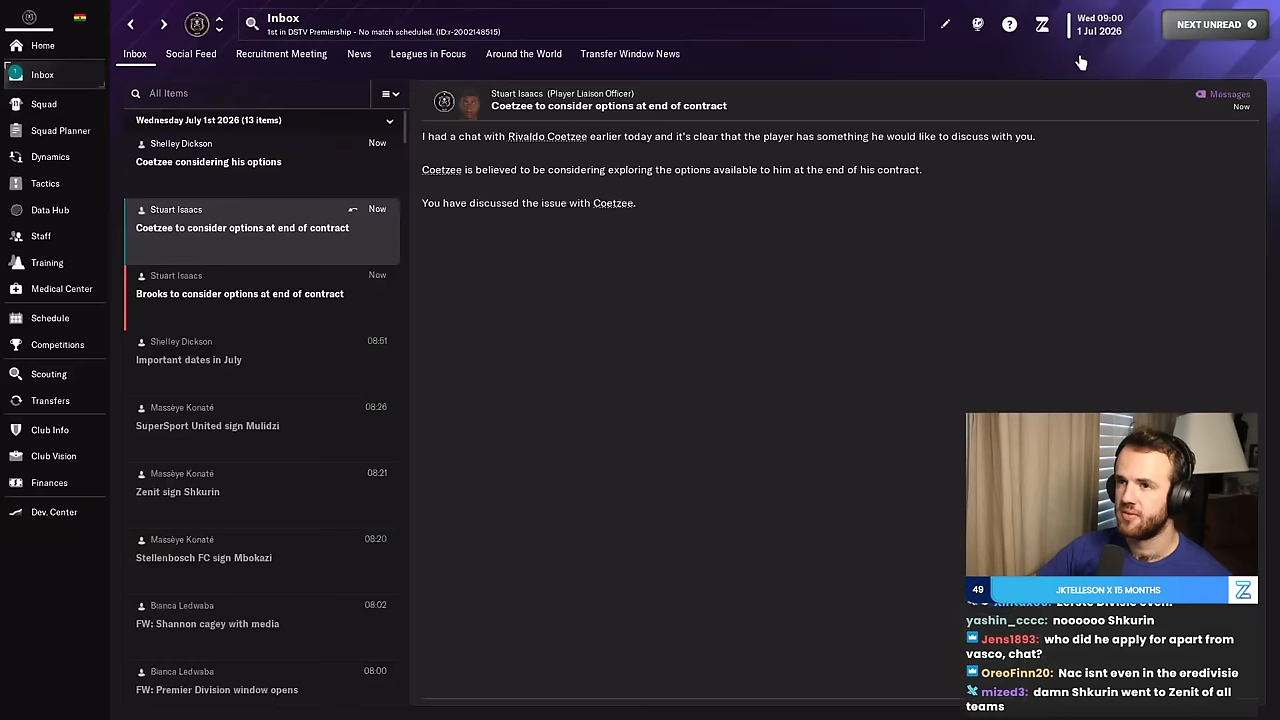 Inbox
1st in DSTV Premiership - No match scheduled. (ID:r-2002148515)
Wed 09:00
1 Jul 2026
NEXT UNREAD
Inbox
Social Feed
Recruitment Meeting
News
Leagues in Focus
Around the World
Transfer Window News
Home
1
Inbox
Squad
Squad Planner
Dynamics
Tactics
Data Hub
Staff
Training
Medical Center
Schedule
Competitions
Scouting
Transfers
Club Info
Club Vision
Finances
Dev. Center
All Items
Wednesday July 1st 2026 (13 items)
Shelley Dickson
Now
Coetzee considering his options
Stuart Isaacs
Now
Coetzee to consider options at end of contract
Stuart Isaacs
Now
Brooks to consider options at end of contract
Shelley Dickson
08:51
Important dates in July
Massèye Konaté
08:26
SuperSport United sign Mulidzi
Massèye Konaté
08:21
Zenit sign Shkurin
Massèye Konaté
08:20
Stellenbosch FC sign Mbokazi
Bianca Ledwaba
08:02
FW: Shannon cagey with media
Bianca Ledwaba
08:00
FW: Premier Division window opens
Stuart Isaacs (Player Liaison Officer)
Coetzee to consider options at end of contract
Messages
Now
I had a chat with Rivaldo Coetzee earlier today and it's clear that the player has something he would like to discuss with you.
Coetzee is believed to be considering exploring the options available to him at the end of his contract.
You have discussed the issue with Coetzee.
49
JKTELLESON X 15 MONTHS
Z
yashin_cccc: noooooo Shkurin
Jens1893: who did he apply for apart from
vasco, chat?
OreoFinn20: Nac isnt even in the eredivisie
mized3: damn Shkurin went to Zenit of all
teams